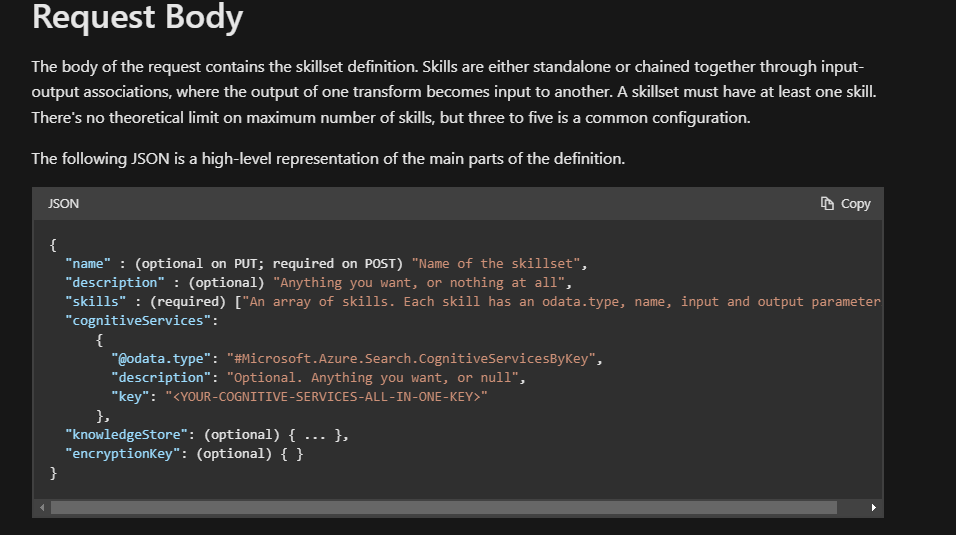 Request Body
The body of the request contains the skillset definition. Skills are either standalone or chained together through input-
output associations, where the output of one transform becomes input to another. A skillset must have at least one skill.
There's no theoretical limit on maximum number of skills, but three to five is a common configuration.
The following JSON is a high-level representation of the main parts of the definition.
JSON Copy
{
"name" : (optional on PUT; required on POST) "Name of the skillset",
"description" : (optional) "Anything you want, or nothing at all",
"skills" : (required) ["An array of skills. Each skill has an odata.type, name, input and output parameter
"cognitiveServices":
{
"@odata.type": "#Microsoft.Azure.Search.CognitiveServicesByKey",
"description": "Optional. Anything you want, or null",
"key": "<YOUR-COGNITIVE-SERVICES-ALL-IN-ONE-KEY>"
},
"knowledgeStore": (optional) { ... },
"encryptionKey": (optional) { }
}